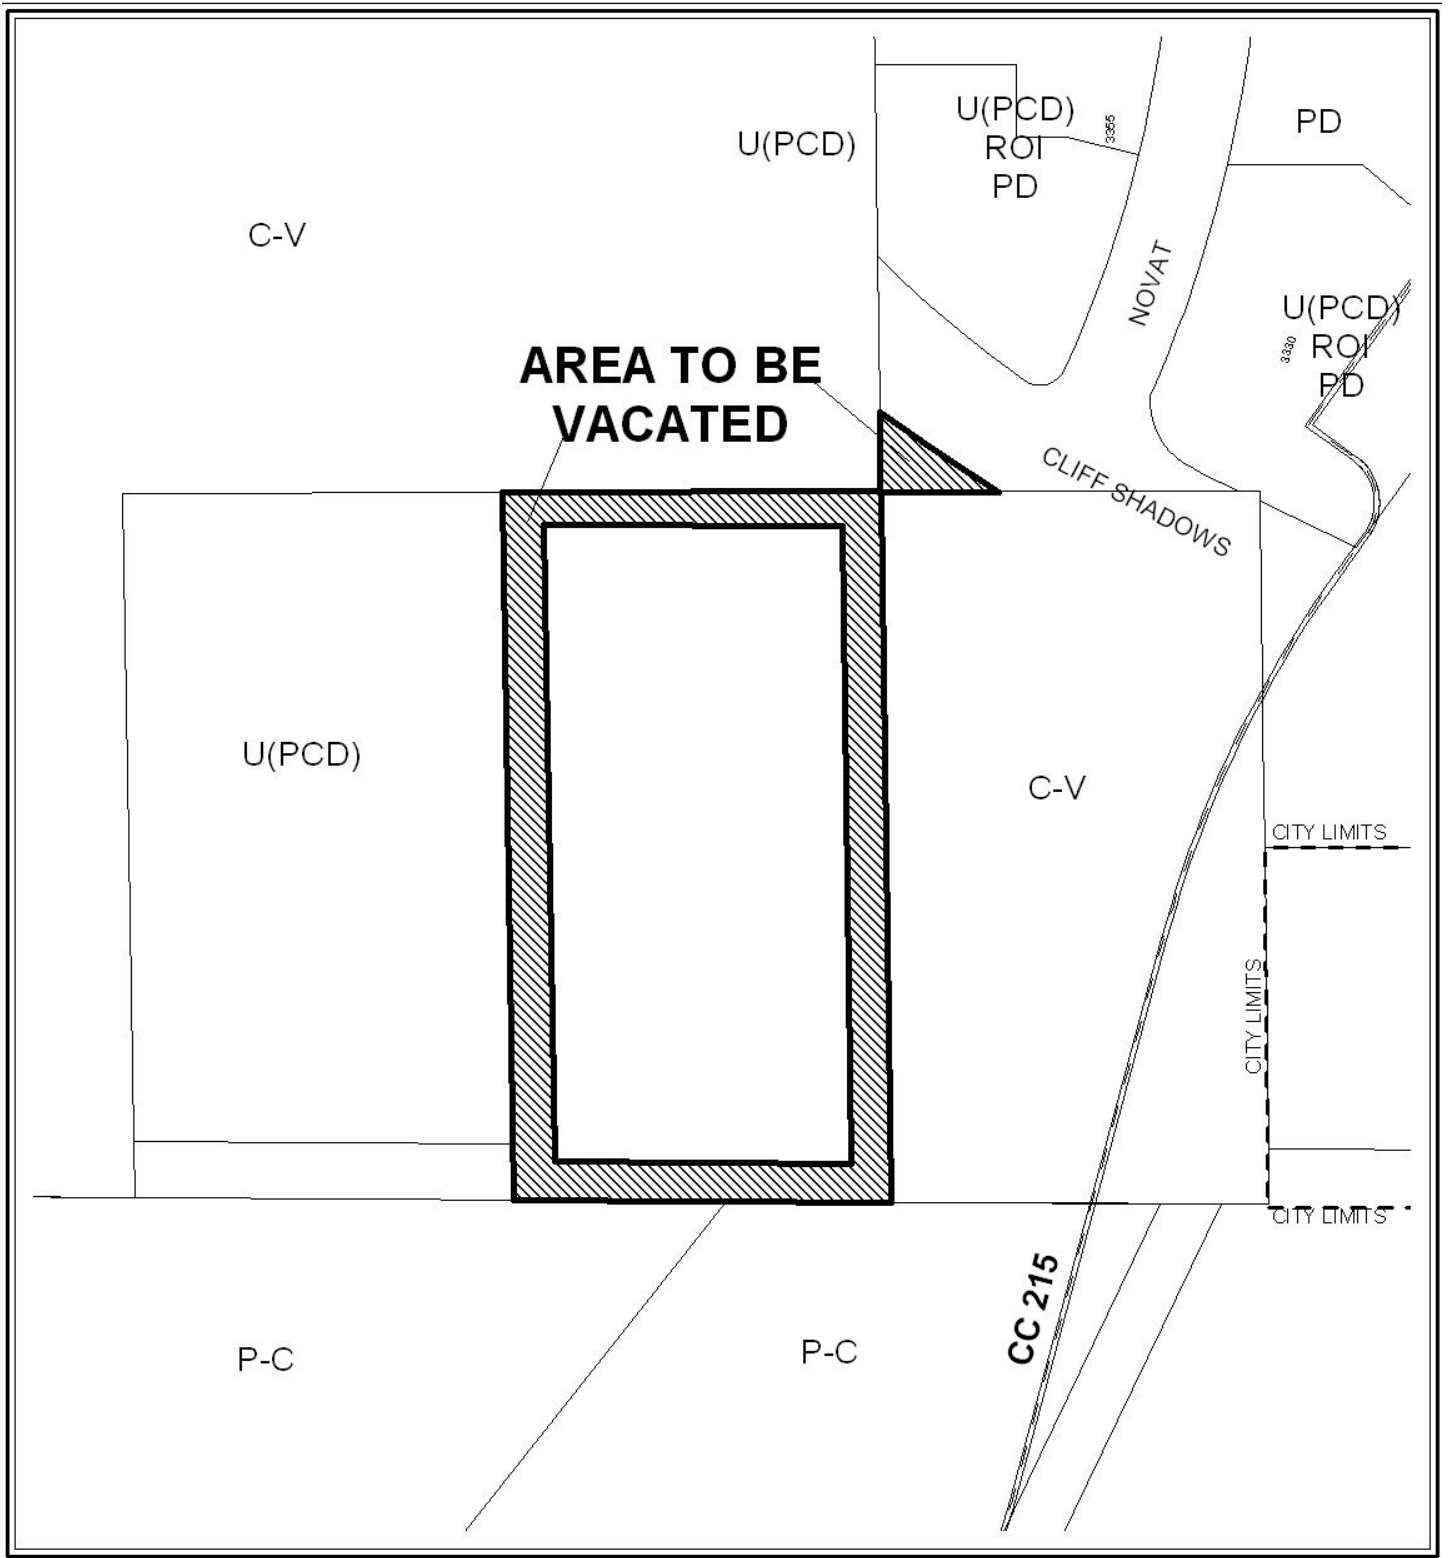 U(PCD)
ROI
PD
3355
PD
U(PCD)
C-V
NOVAT
U(PCD)
ROI
PD
3330
AREA TO BE
VACATED
CLIFF SHADOWS
U(PCD)
C-V
CITY LIMITS
CITY LIMITS
CITY LIMITS
CC 215
P-C
P-C